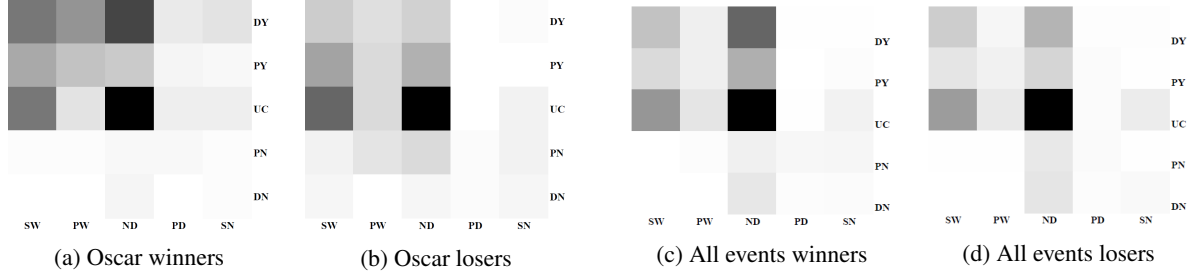 DY
PY
UC
PN
DN
SW PW ND PD SN
(a) Oscar winners
DY
PY
UC
PN
DN
SW PW ND PD SN
(b) Oscar losers
DY
PY
UC
PN
DN
SW PW ND PD SN
(c) All events winners
DY
PY
UC
PN
DN
SW PW ND PD SN
(d) All events losers